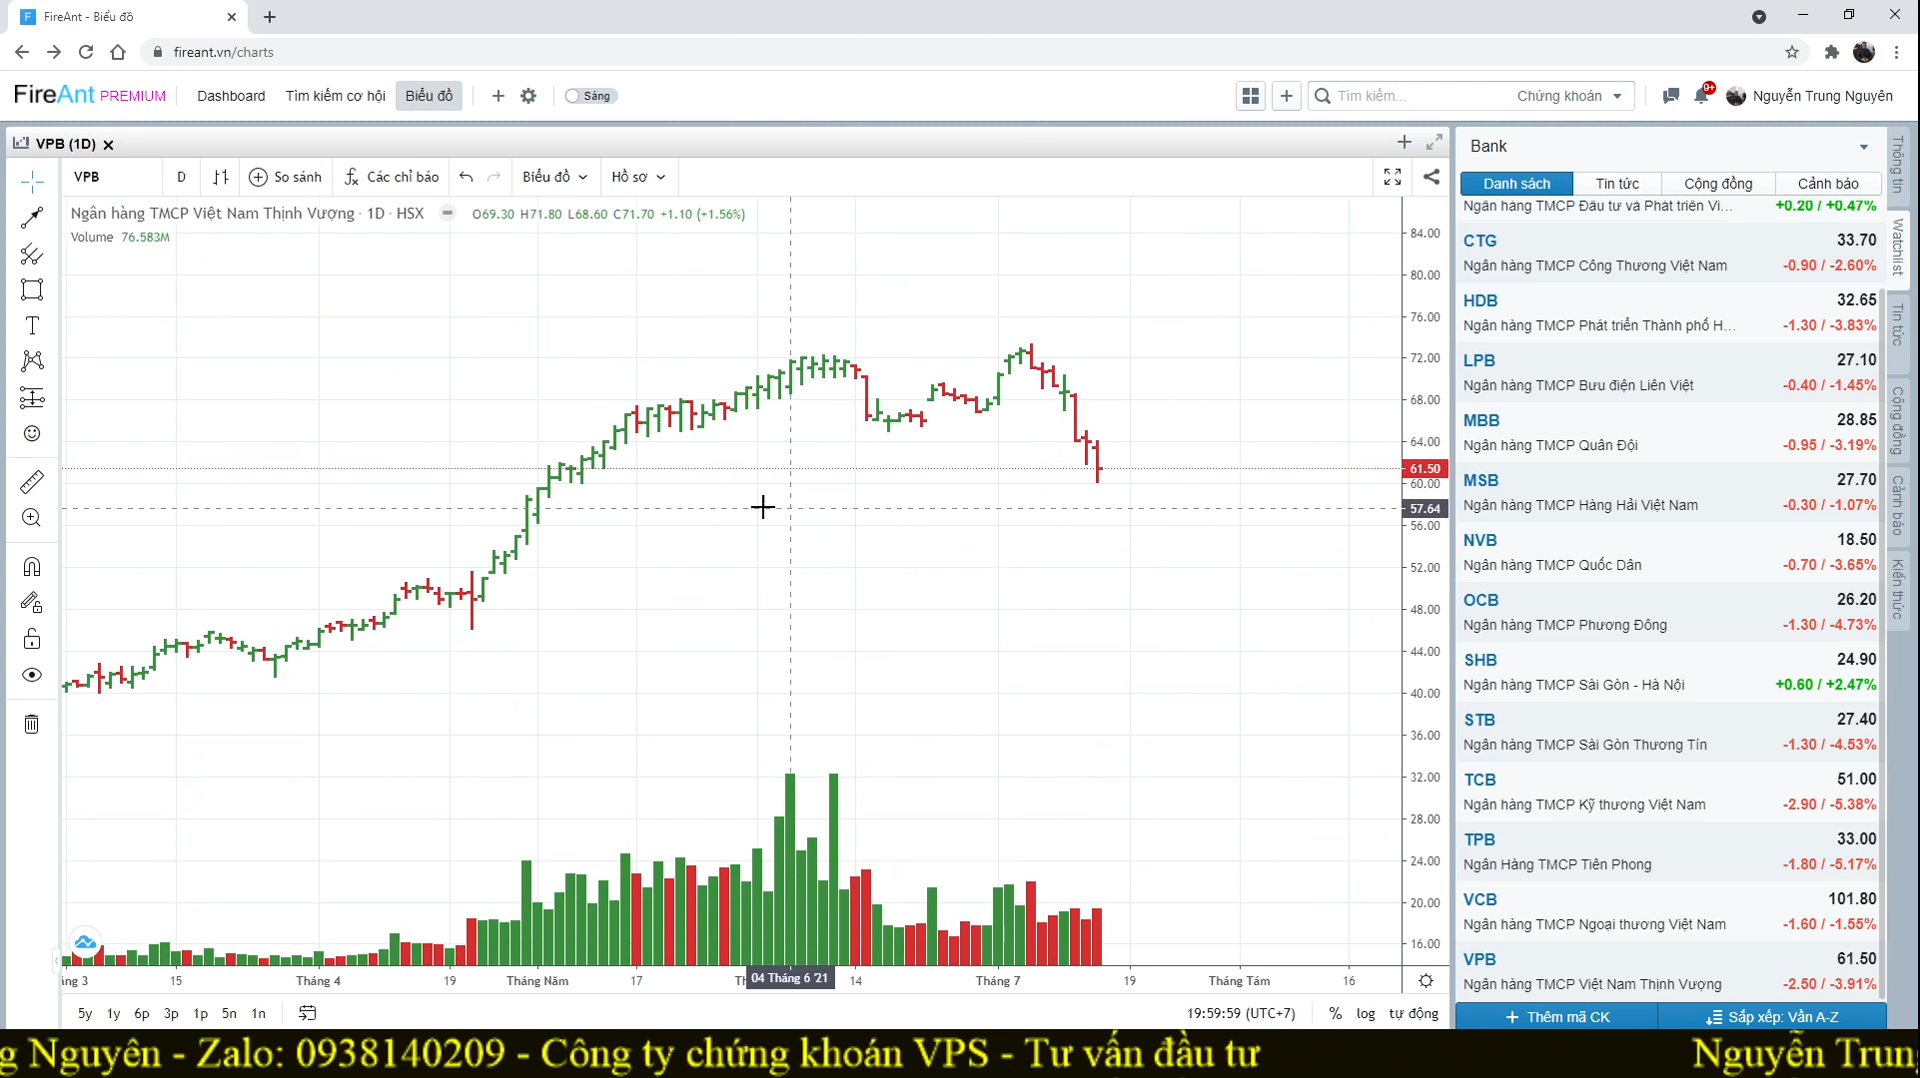 FireAnt - Biểu đồ
fireant.vn/charts
FireAnt PREMIUM
Dashboard
Tìm kiếm cơ hội
Biểu đồ
Sáng
Tìm kiếm...
Chứng khoán
9+
Nguyễn Trung Nguyên
VPB (1D)
VPB
D
So sánh
Các chỉ báo
Biểu đồ
Hồ sơ
Ngân hàng TMCP Việt Nam Thịnh Vượng · 1D · HSX
O69.30 H71.80 L68.60 C71.70 +1.10 (+1.56%)
Volume 76.583M
84.00
80.00
76.00
72.00
68.00
64.00
61.50
60.00
57.64
56.00
52.00
48.00
44.00
40.00
36.00
32.00
28.00
24.00
20.00
16.00
ng 3
15
Tháng 4
19
Tháng Năm
17
04 Tháng 6 '21
14
Tháng 7
19
Tháng Tám
16
5y 1y 6p 3p 1p 5n 1n
19:59:59 (UTC+7)
% log tự động
Bank
Danh sách
Tin tức
Cộng đồng
Cảnh báo
Ngân hàng TMCP Đầu tư và Phát triển Vi... +0.20 / +0.47%
CTG 33.70
Ngân hàng TMCP Công Thương Việt Nam -0.90 / -2.60%
HDB 32.65
Ngân hàng TMCP Phát triển Thành phố H... -1.30 / -3.83%
LPB 27.10
Ngân hàng TMCP Bưu điện Liên Việt -0.40 / -1.45%
MBB 28.85
Ngân hàng TMCP Quân Đội -0.95 / -3.19%
MSB 27.70
Ngân hàng TMCP Hàng Hải Việt Nam -0.30 / -1.07%
NVB 18.50
Ngân hàng TMCP Quốc Dân -0.70 / -3.65%
OCB 26.20
Ngân hàng TMCP Phương Đông -1.30 / -4.73%
SHB 24.90
Ngân hàng TMCP Sài Gòn - Hà Nội +0.60 / +2.47%
STB 27.40
Ngân hàng TMCP Sài Gòn Thương Tín -1.30 / -4.53%
TCB 51.00
Ngân hàng TMCP Kỹ thương Việt Nam -2.90 / -5.38%
TPB 33.00
Ngân Hàng TMCP Tiên Phong -1.80 / -5.17%
VCB 101.80
Ngân hàng TMCP Ngoại thương Việt Nam -1.60 / -1.55%
VPB 61.50
Ngân hàng TMCP Việt Nam Thịnh Vượng -2.50 / -3.91%
Thêm mã CK
Sắp xếp: Vần A-Z
Thông tin
Watchlist
Tin tức
Cộng đồng
Cảnh báo
Kiến thức
g Nguyên - Zalo: 0938140209 - Công ty chứng khoán VPS - Tư vấn đầu tư Nguyễn Trun